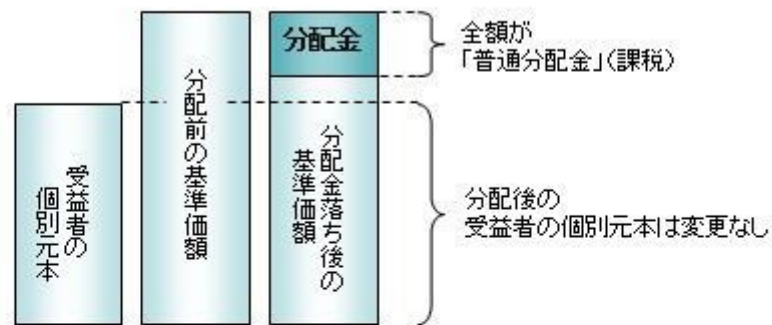 受益者の
個別元本
分配前の基準価額
分配金
分配金落ち後の
基準価額
全額が
「普通分配金」(課税)
分配後の
受益者の個別元本は変更なし